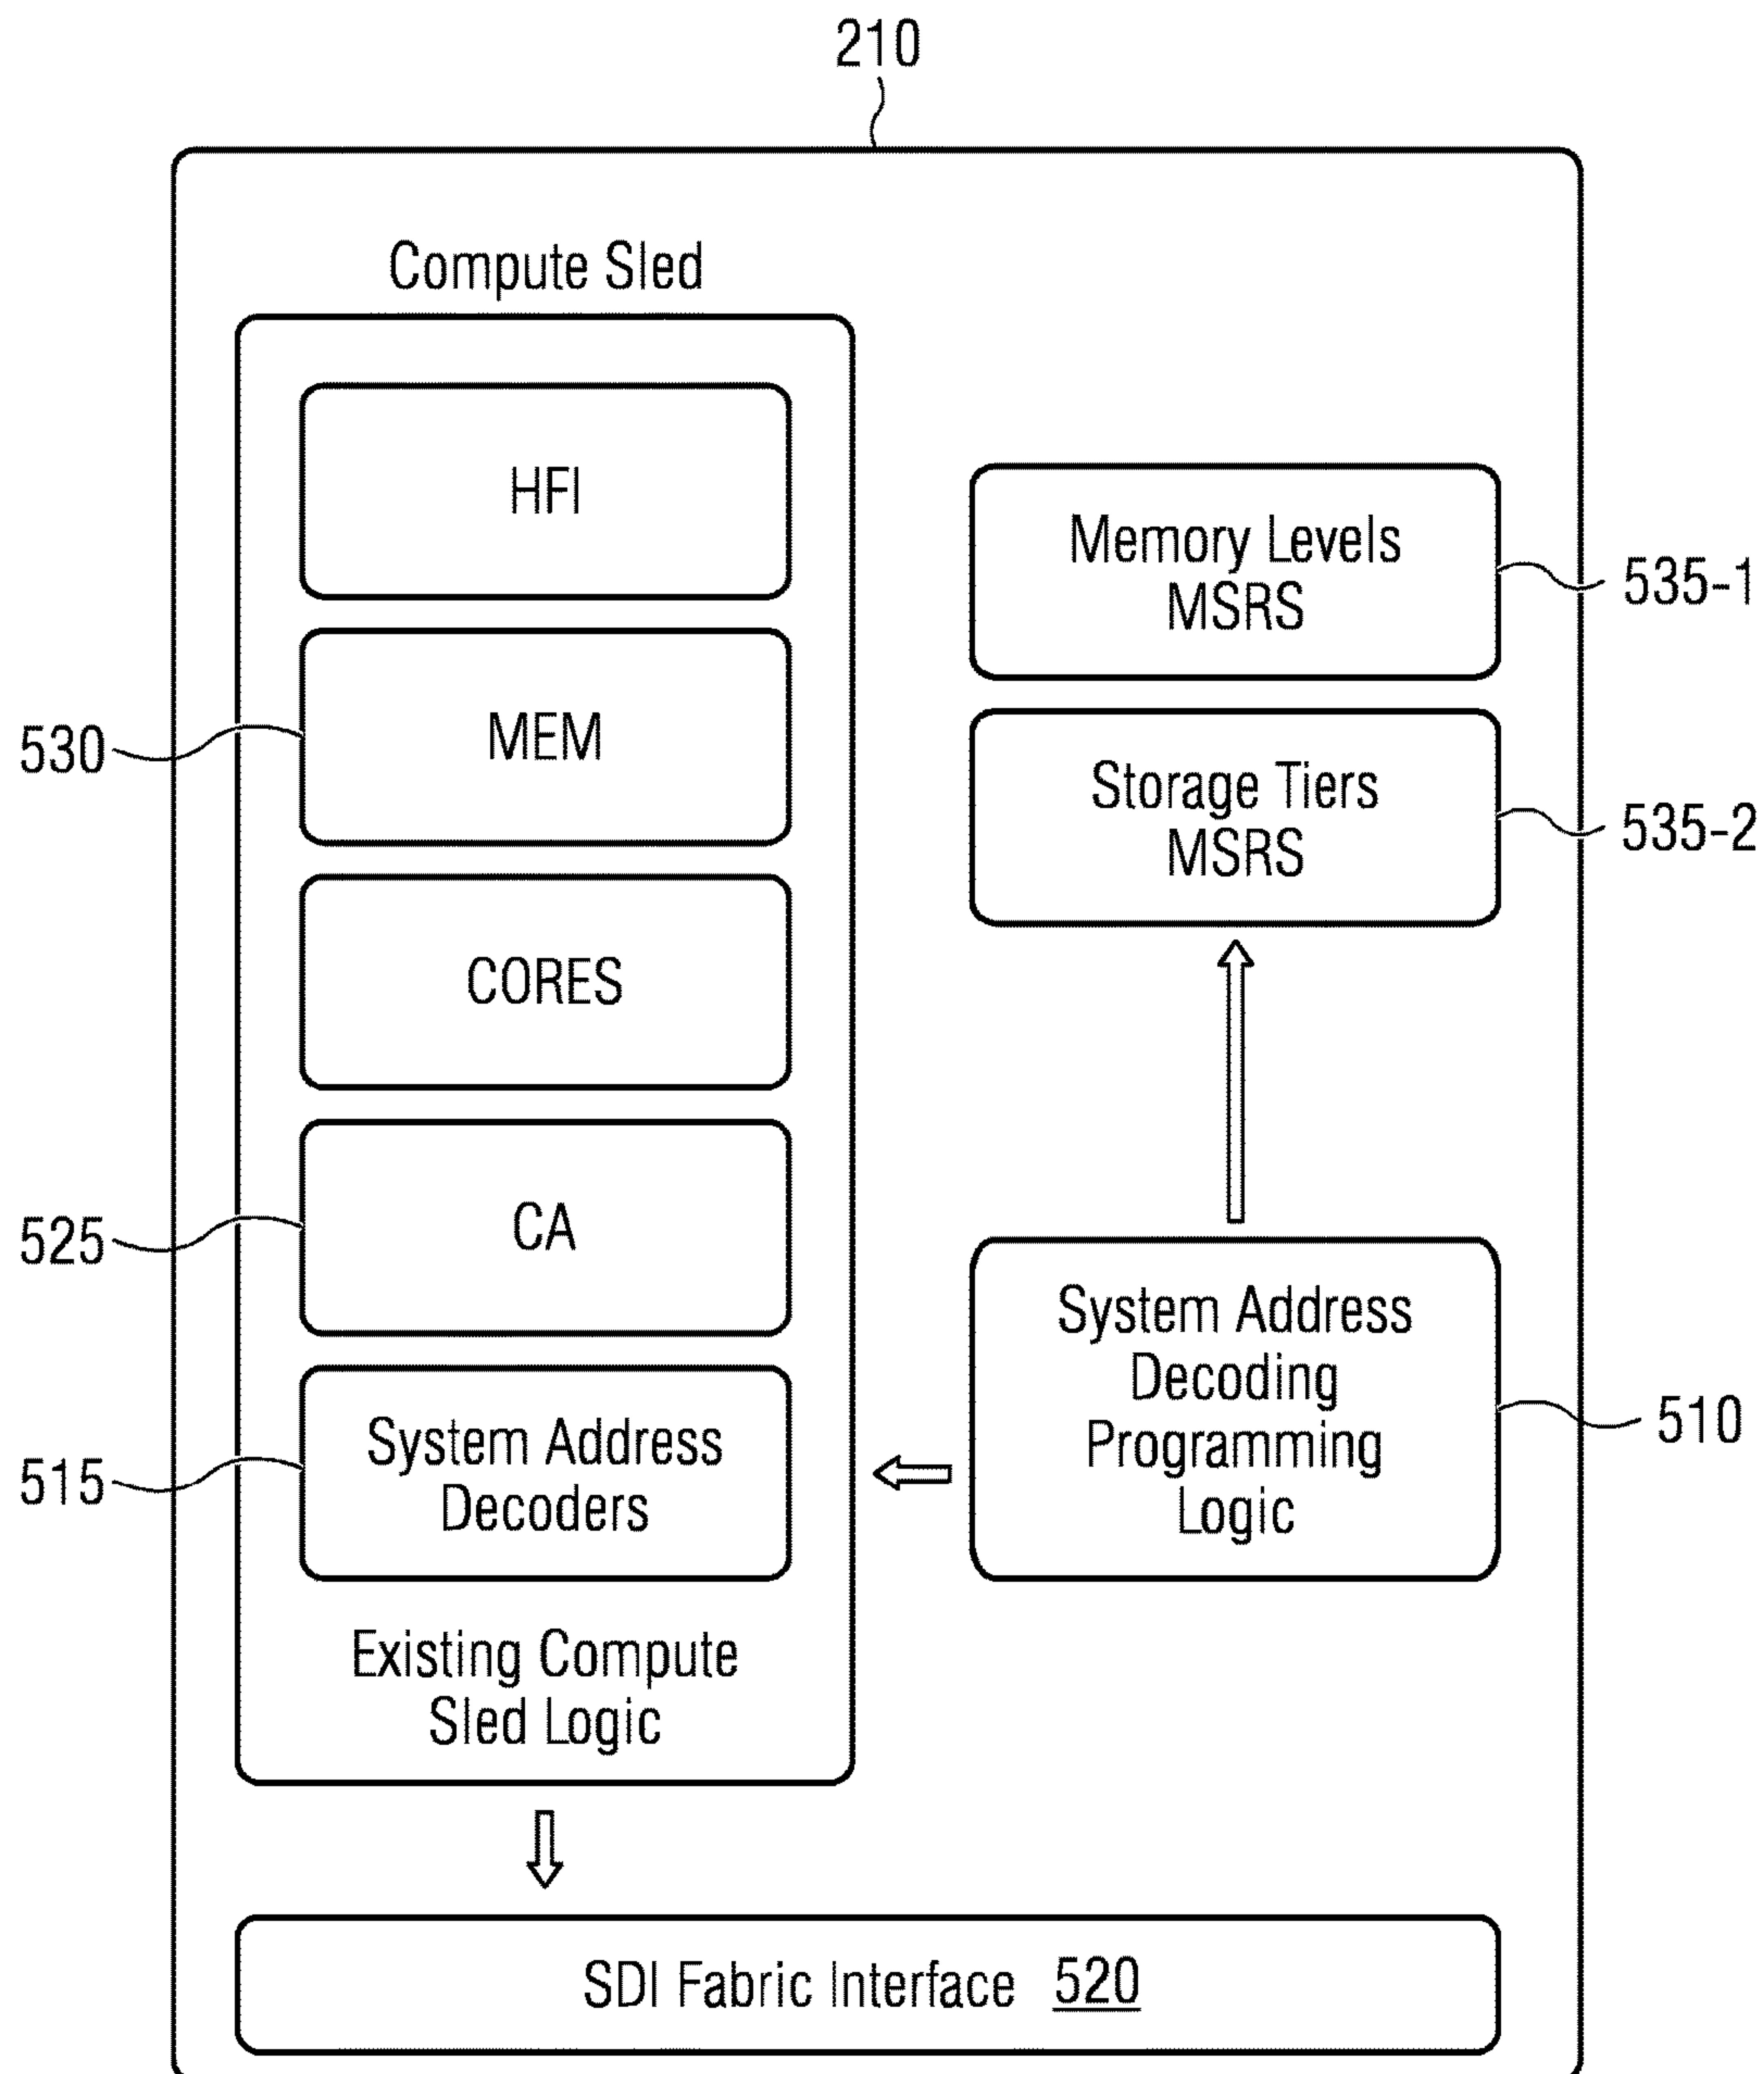 210
Compute Sled
HFI
530
MEM
CORES
525
CA
515
System Address
Decoders
Existing Compute
Sled Logic
Memory Levels
MSRS
535-1
Storage Tiers
MSRS
535-2
System Address
Decoding
Programming
Logic
510
SDI Fabric Interface 520